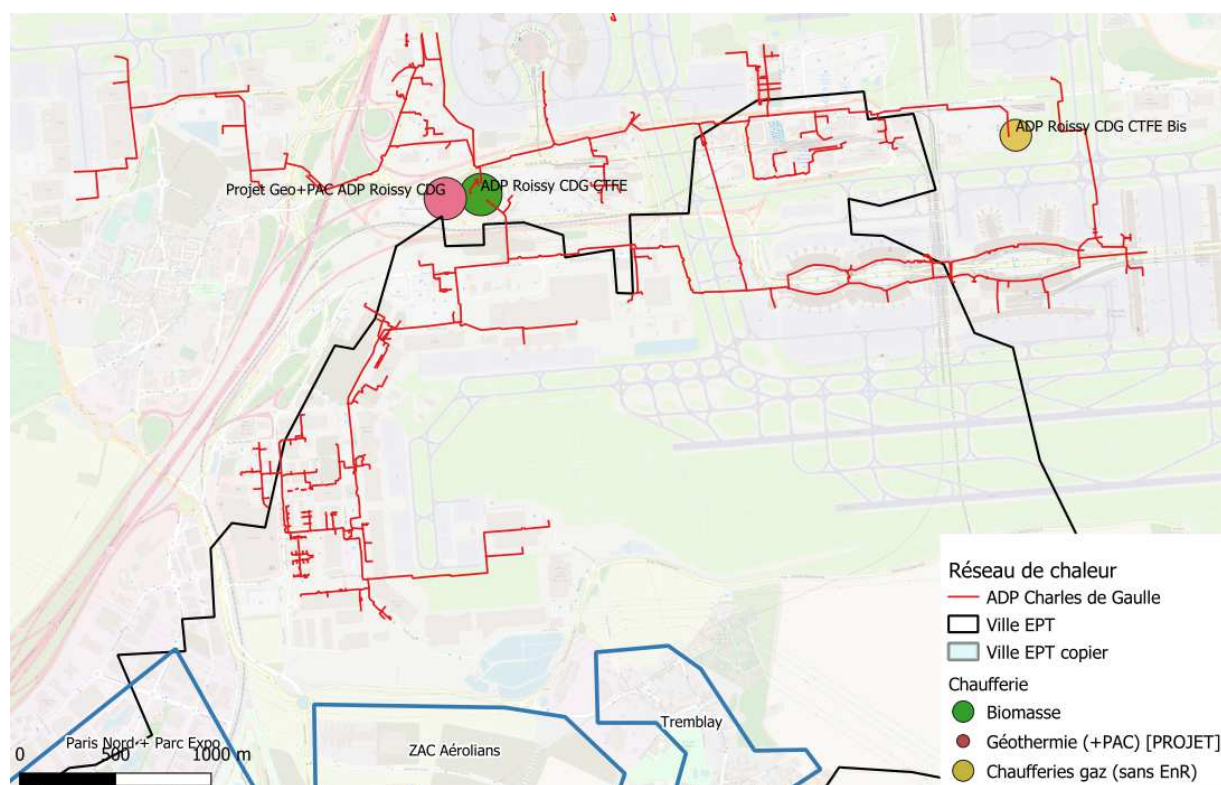 ADP Roissy CDG CTFE Bis
Projet Geo+PAC ADP Roissy CDG
ADP Roissy CDG CTFE
Réseau de chaleur
ADP Charles de Gaulle
Ville EPT
Ville EPT copier
Chaufferie
Biomasse
Géothermie (+PAC) [PROJET]
Chaufferies gaz (sans EnR)
Tremblay
Paris Nord + Parc Expo
ZAC Aérolians
0 500 1000 m